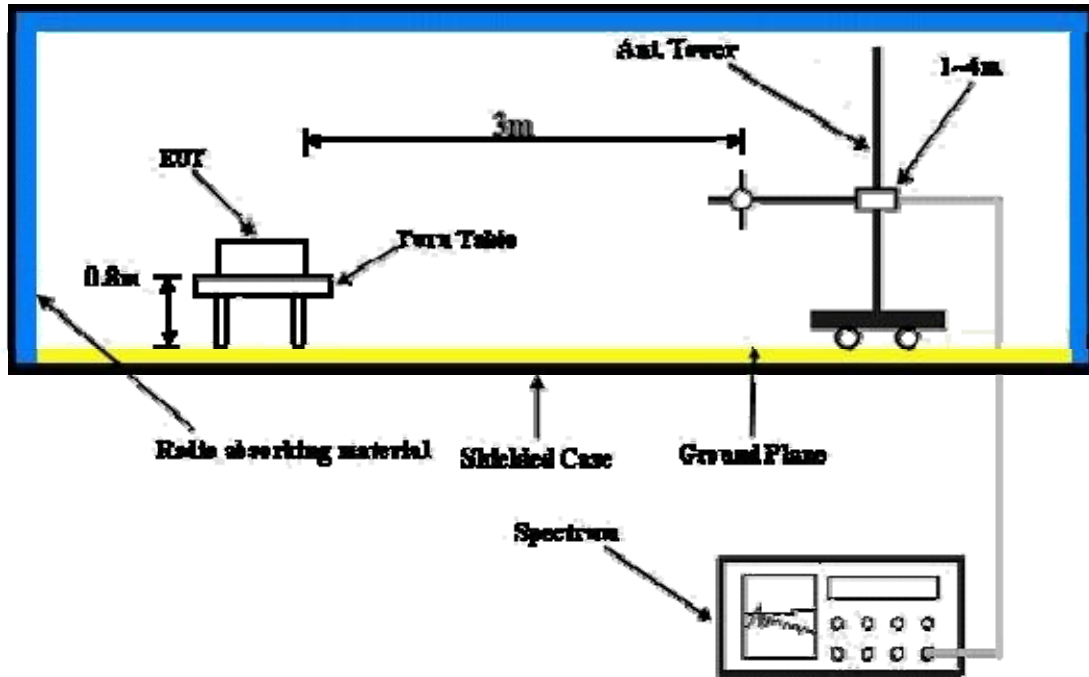 Ant. Tower
1~4m
3m
EUT
Turn Table
0.8m
Radio absorbing material
Shielded Case
Ground Plane
Spectrum